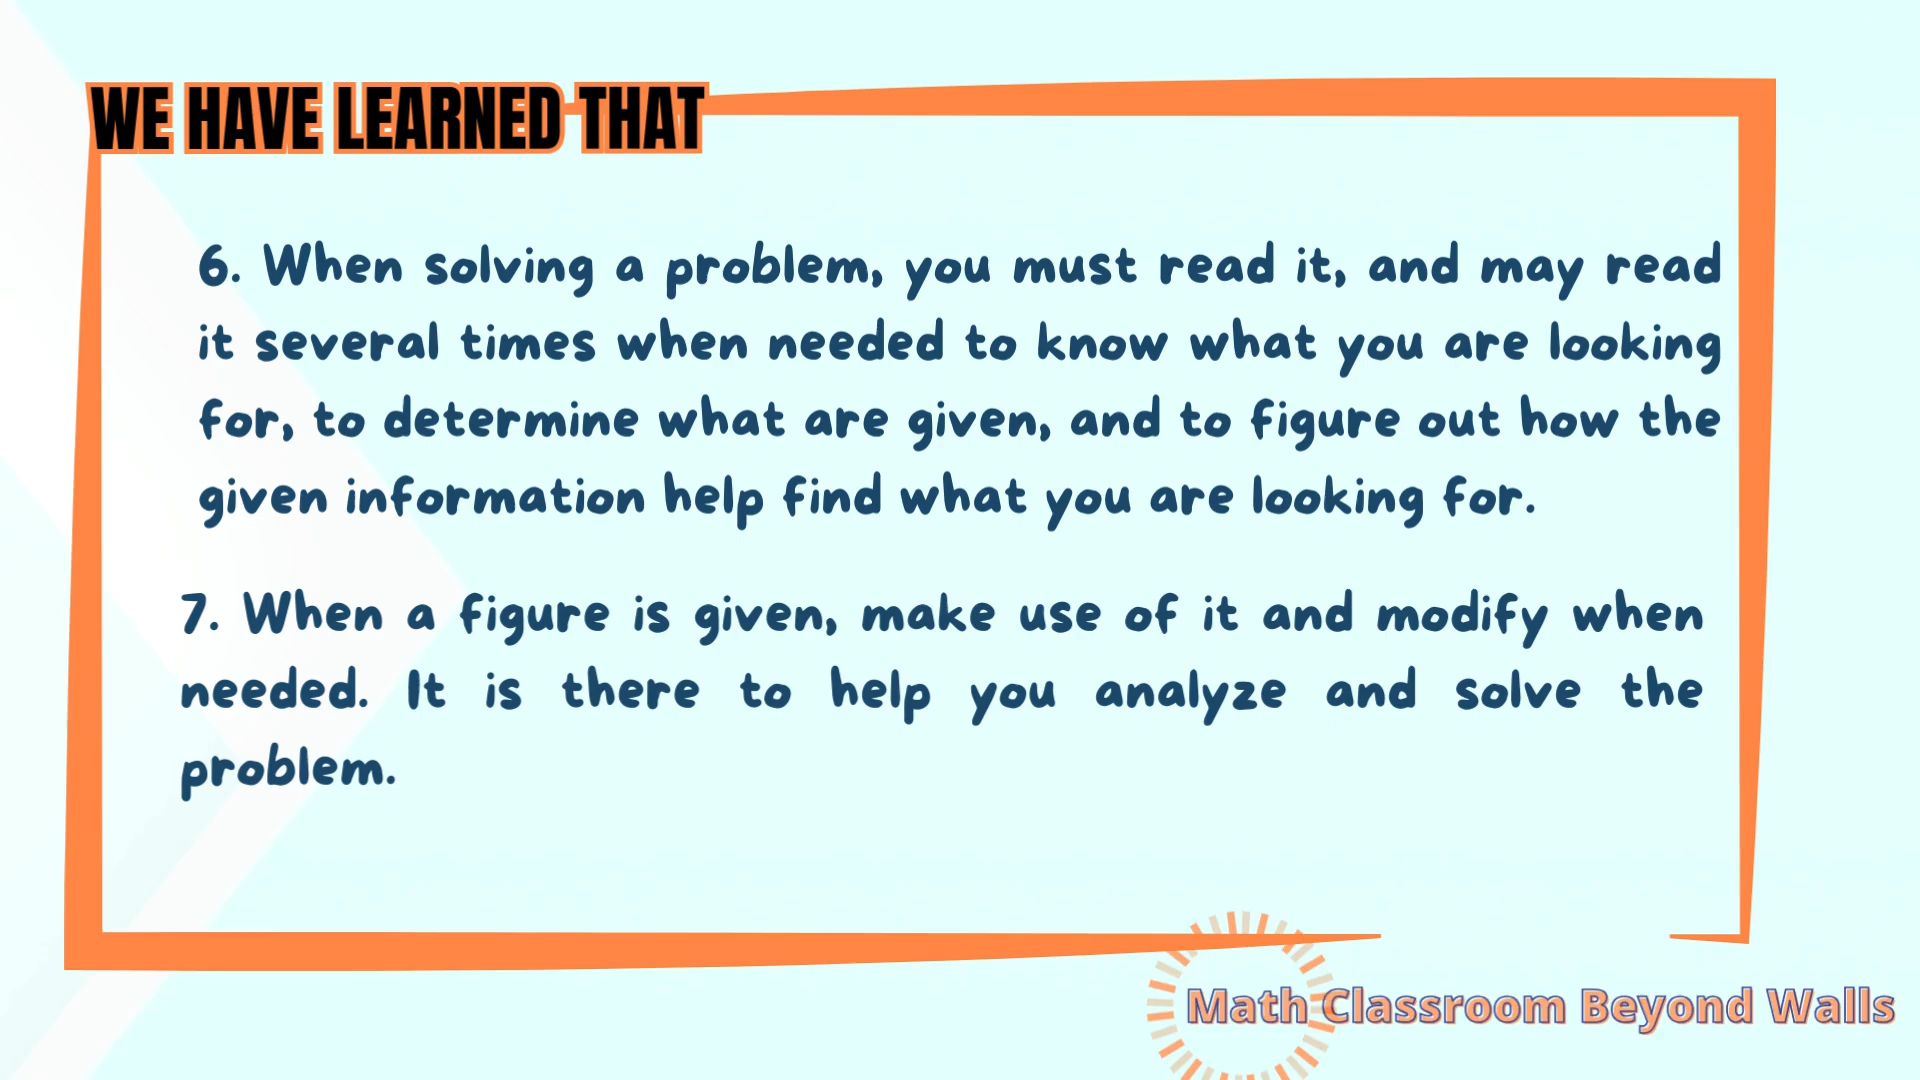 WE HAVE LEARNED THAT
6. When solving a problem, you must read it, and may read
it several times when needed to know what you are looking
for, to determine what are given, and to figure out how the
given information help find what you are looking for.
7. When a figure is given, make use of it and modify when
needed. It is there to help you analyze and solve the
problem.
Math Classroom Beyond Walls